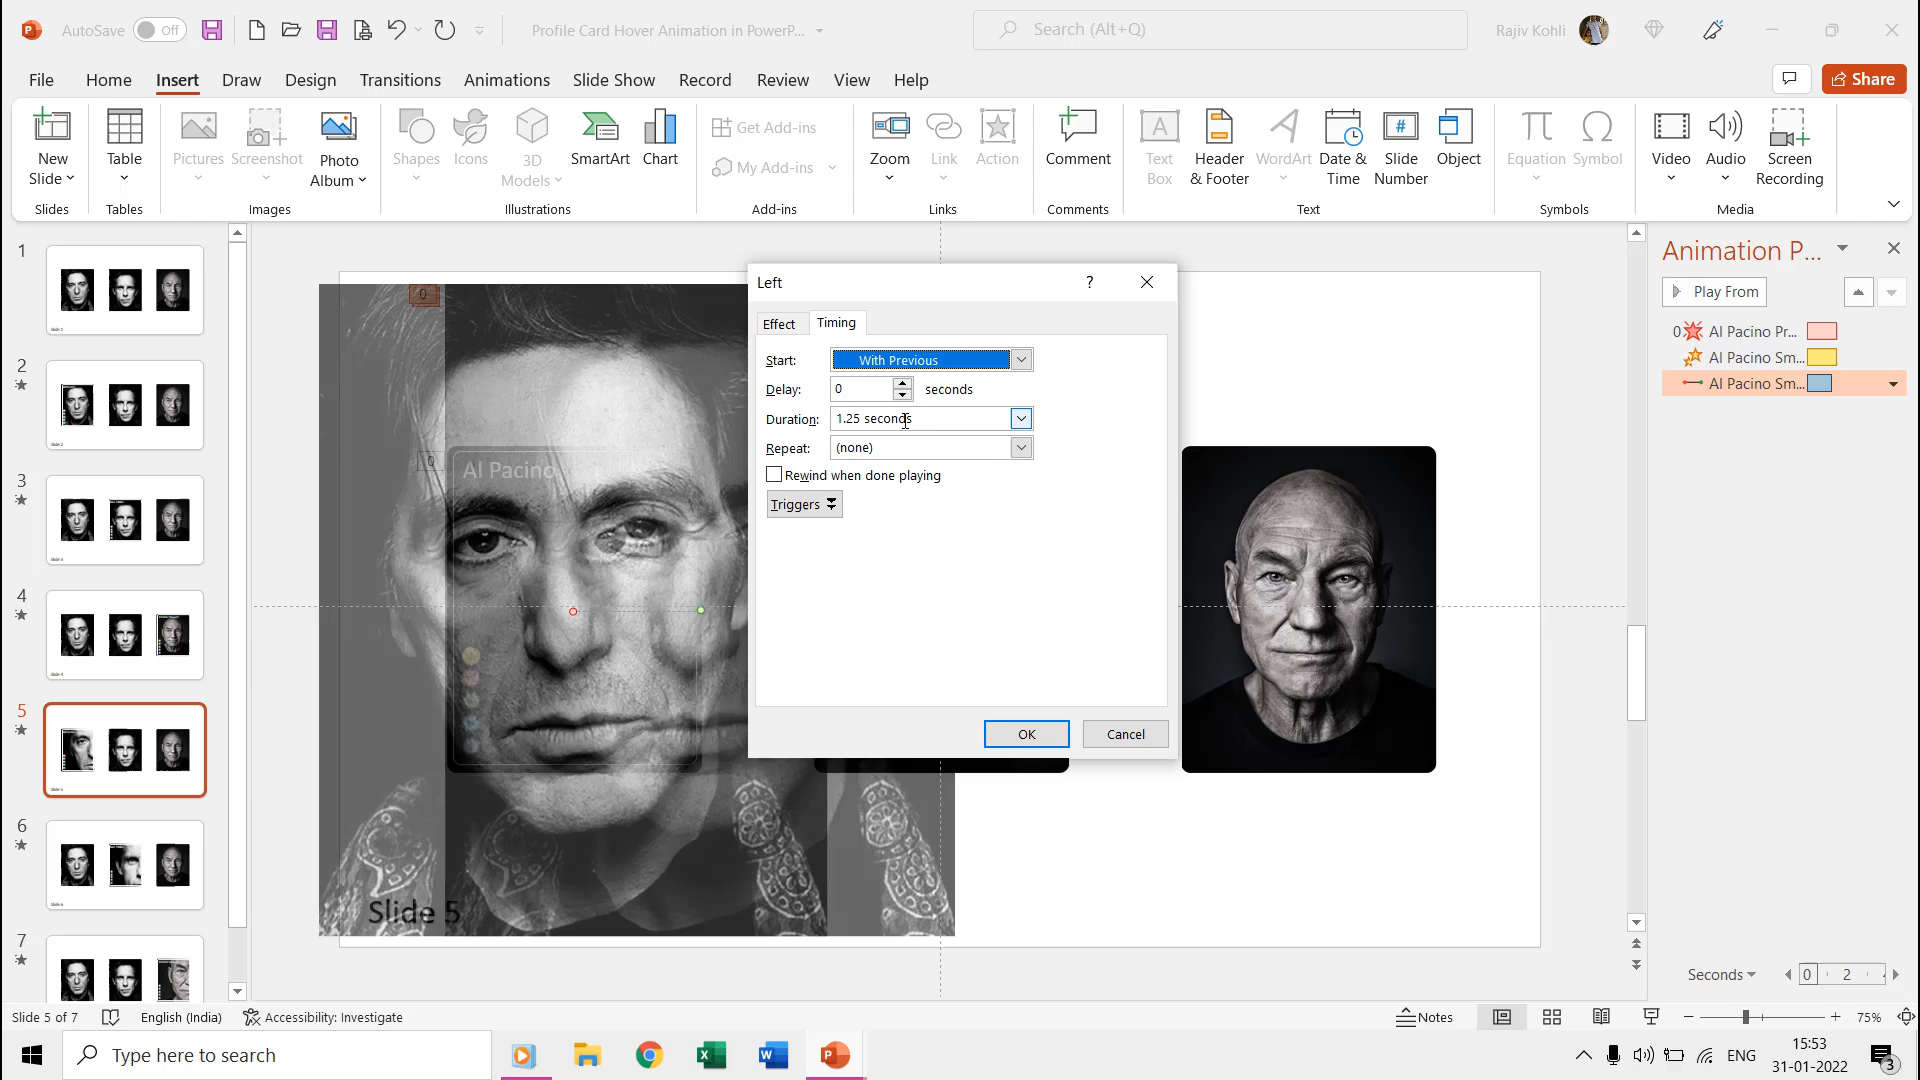 AutoSave Off Profile Card Hover Animation in PowerP... Search (Alt+Q) Rajiv Kohli
File Home Insert Draw Design Transitions Animations Slide Show Record Review View Help Share
New Slide Table Pictures Screenshot Photo Album Shapes Icons 3D Models SmartArt Chart Get Add-ins My Add-ins Zoom Link Action Comment Text Box Header & Footer WordArt Date & Time Slide Number Object Equation Symbol Video Audio Screen Recording
Slides Tables Images Illustrations Add-ins Links Comments Text Symbols Media
1
2
3
4
5
6
7
0
0
Al Pacino
Slide 5
Left ?
Effect Timing
Start: With Previous
Delay: 0 seconds
Duration: 1.25 seconds
Repeat: (none)
Rewind when done playing
Triggers
OK Cancel
Animation P...
Play From
0 Al Pacino Pr...
Al Pacino Sm...
Al Pacino Sm...
Seconds 0 2
Slide 5 of 7 English (India) Accessibility: Investigate Notes 75%
Type here to search ENG 15:53
31-01-2022 3